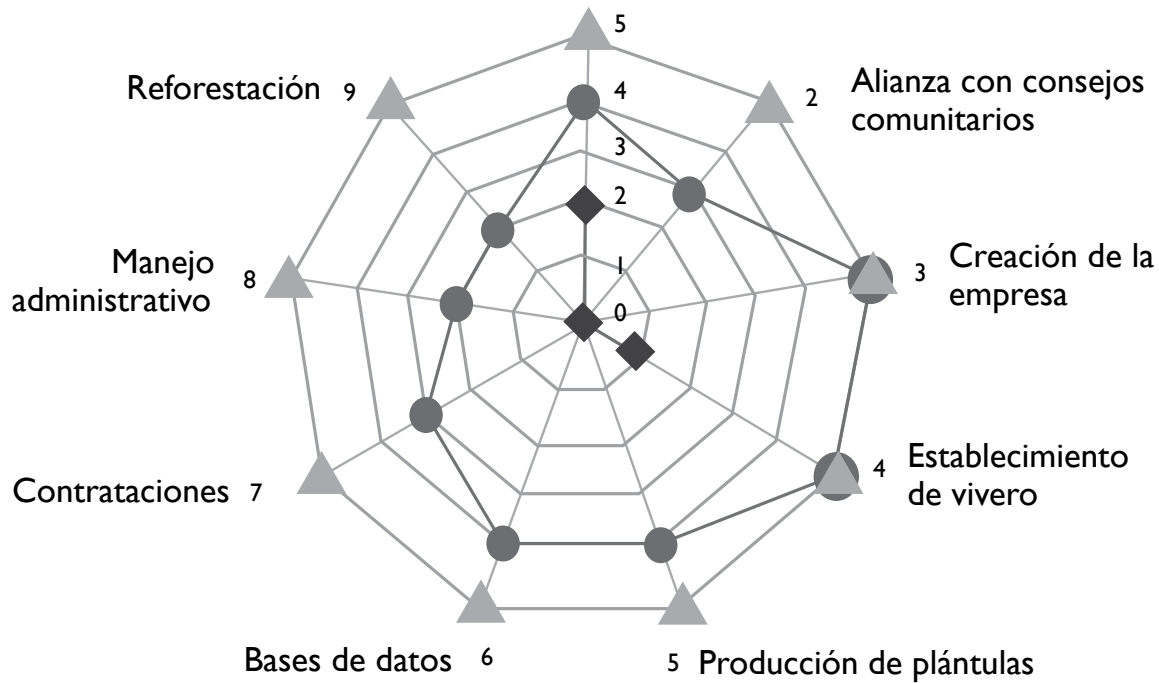 5
Reforestación 9
4
2 Alianza con consejos
comunitarios
3
2
Manejo
administrativo 8
1
3 Creación de la
empresa
0
Contrataciones 7
4 Establecimiento
de vivero
Bases de datos 6
5 Producción de plántulas